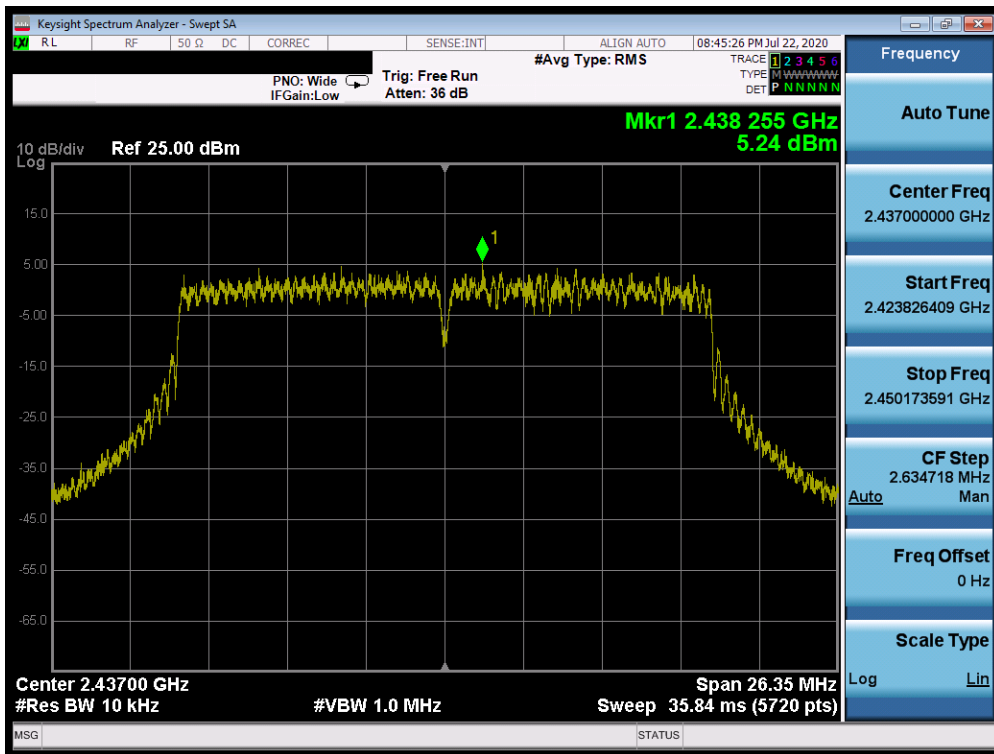 Keysight Spectrum Analyzer - Swept SA
LXI RL RF 50 Ω DC CORREC SENSE:INT ALIGN AUTO 08:45:26 PM Jul 22, 2020
#Avg Type: RMS TRACE 1 2 3 4 5 6
PNO: Wide Trig: Free Run TYPE M WWWWW
IFGain:Low Atten: 36 dB DET P N N N N N
Mkr1 2.438 255 GHz
5.24 dBm
10 dB/div Ref 25.00 dBm
Log
1
15.0
5.00
-5.00
-15.0
-25.0
-35.0
-45.0
-55.0
-65.0
Center 2.43700 GHz Span 26.35 MHz
#Res BW 10 kHz #VBW 1.0 MHz Sweep 35.84 ms (5720 pts)
MSG STATUS
Frequency
Auto Tune
Center Freq
2.437000000 GHz
Start Freq
2.423826409 GHz
Stop Freq
2.450173591 GHz
CF Step
2.634718 MHz
Auto Man
Freq Offset
0 Hz
Scale Type
Log Lin